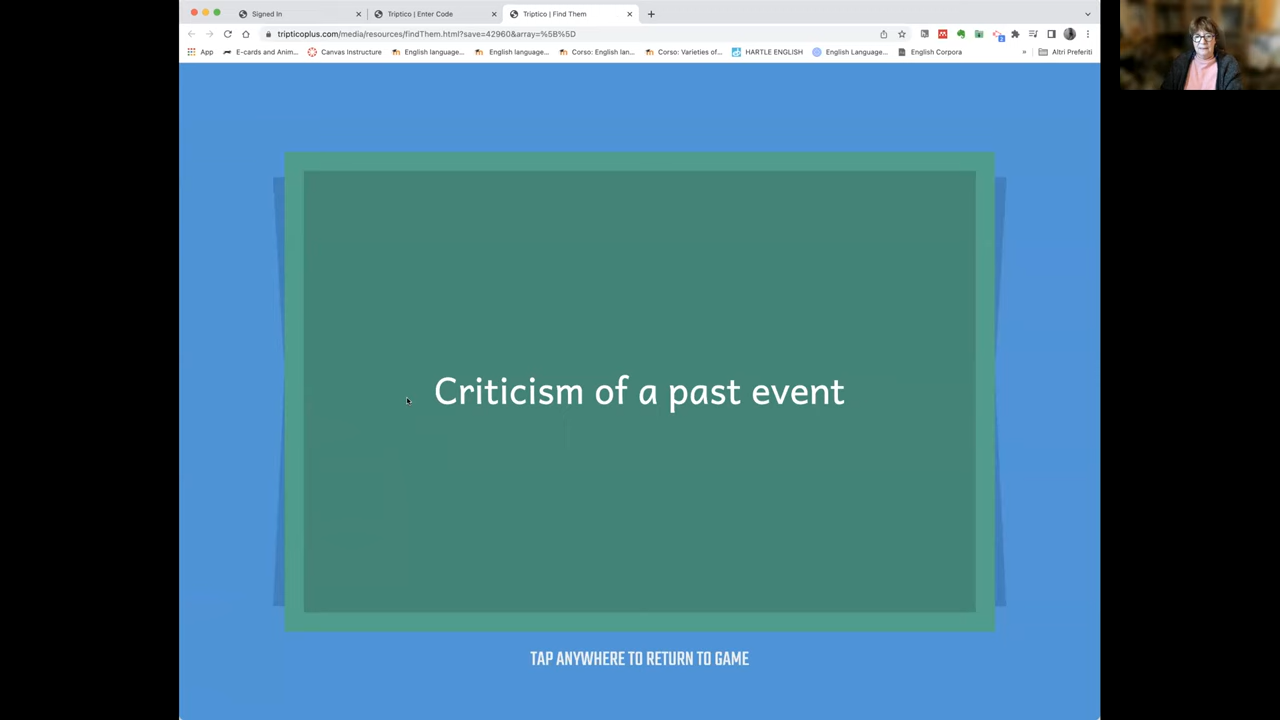 Signed In
Triptico | Enter Code
Triptico | Find Them
tripticoplus.com/media/resources/findThem.html?save=42960&array=%5B%5D
App E-cards and Anim... Canvas Instructure English language... English language... Corso: English lan... Corso: Varieties of... HARTLE ENGLISH English Language... English Corpora » Altri Preferiti
Criticism of a past event
TAP ANYWHERE TO RETURN TO GAME